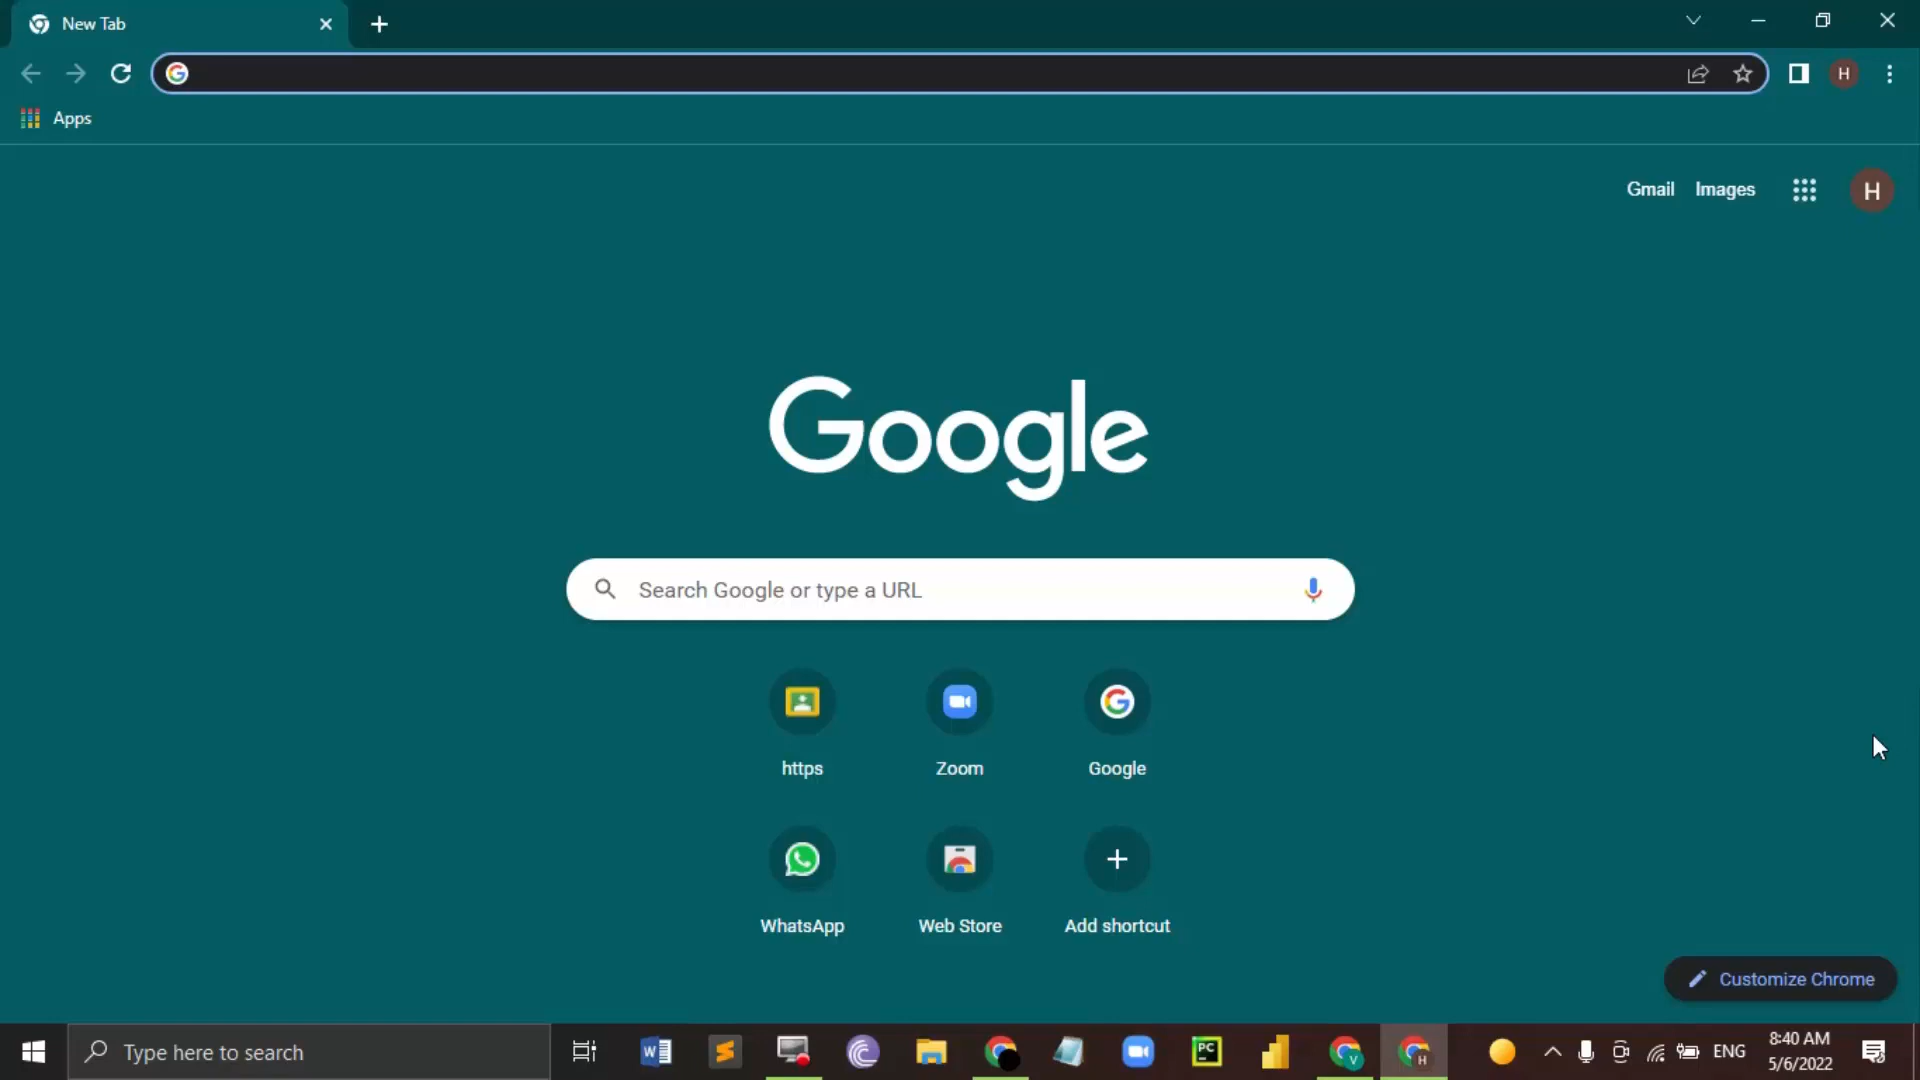 New Tab
Apps
Gmail Images
H
Google
Search Google or type a URL
https Zoom Google
WhatsApp Web Store Add shortcut
Customize Chrome
Type here to search
ENG
8:40 AM
5/6/2022